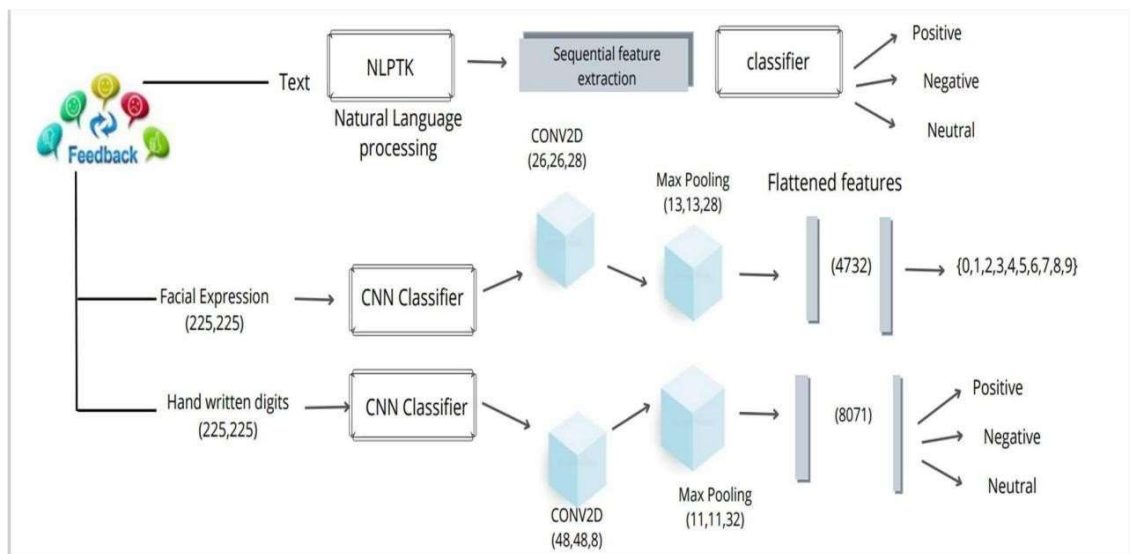 Feedback
Text
NLPTK
Natural Language
processing
Sequential feature
extraction
classifier
Positive
Negative
Neutral
Facial Expression
(225,225)
CNN Classifier
CONV2D
(26,26,28)
Max Pooling
(13,13,28)
Flattened features
(4732)
{0,1,2,3,4,5,6,7,8,9}
Hand written digits
(225,225)
CNN Classifier
CONV2D
(48,48,8)
Max Pooling
(11,11,32)
(8071)
Positive
Negative
Neutral